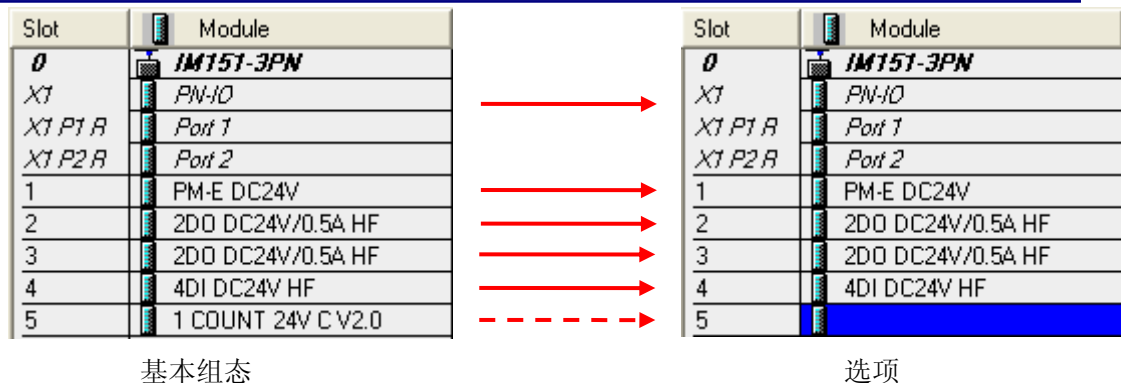 Slot Module
0 IM151-3PN
X1 PN-IO
X1 P1 R Port 1
X1 P2 R Port 2
1 PM-E DC24V
2 2DO DC24V/0.5A HF
3 2DO DC24V/0.5A HF
4 4DI DC24V HF
5 1 COUNT 24V C V2.0
基本组态
Slot Module
0 IM151-3PN
X1 PN-IO
X1 P1 R Port 1
X1 P2 R Port 2
1 PM-E DC24V
2 2DO DC24V/0.5A HF
3 2DO DC24V/0.5A HF
4 4DI DC24V HF
5
选项